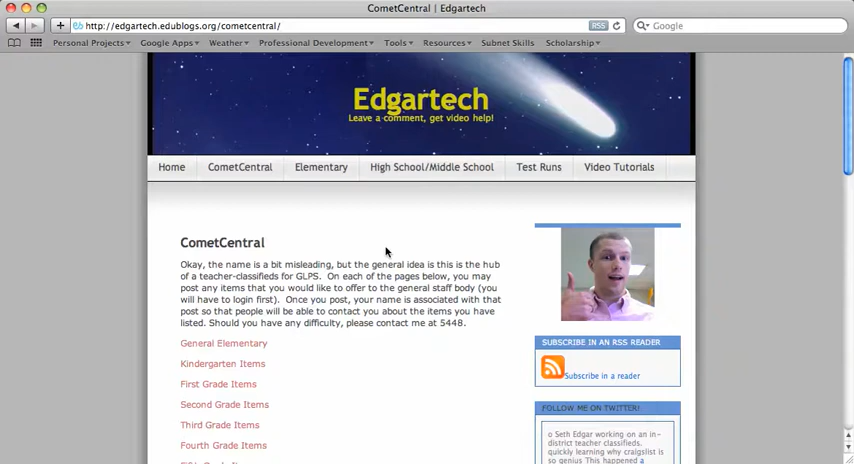 CometCentral | Edgartech
http://edgartech.edublogs.org/cometcentral/
RSS
Google
Personal Projects
Google Apps
Weather
Professional Development
Tools
Resources
Subnet Skills
Scholarship
Edgartech
Leave a comment, get video help!
Home
CometCentral
Elementary
High School/Middle School
Test Runs
Video Tutorials
CometCentral
Okay, the name is a bit misleading, but the general idea is this is the hub
of a teacher-classifieds for GLPS. On each of the pages below, you may
post any items that you would like to offer to the general staff body (you
will have to login first). Once you post, your name is associated with that
post so that people will be able to contact you about the items you have
listed. Should you have any difficulty, please contact me at 5448.
General Elementary
Kindergarten Items
First Grade Items
Second Grade Items
Third Grade Items
Fourth Grade Items
SUBSCRIBE IN AN RSS READER
Subscribe in a reader
FOLLOW ME ON TWITTER!
o Seth Edgar working on an in-
district teacher classifieds.
quickly learning why craigslist is
so genius This happened a